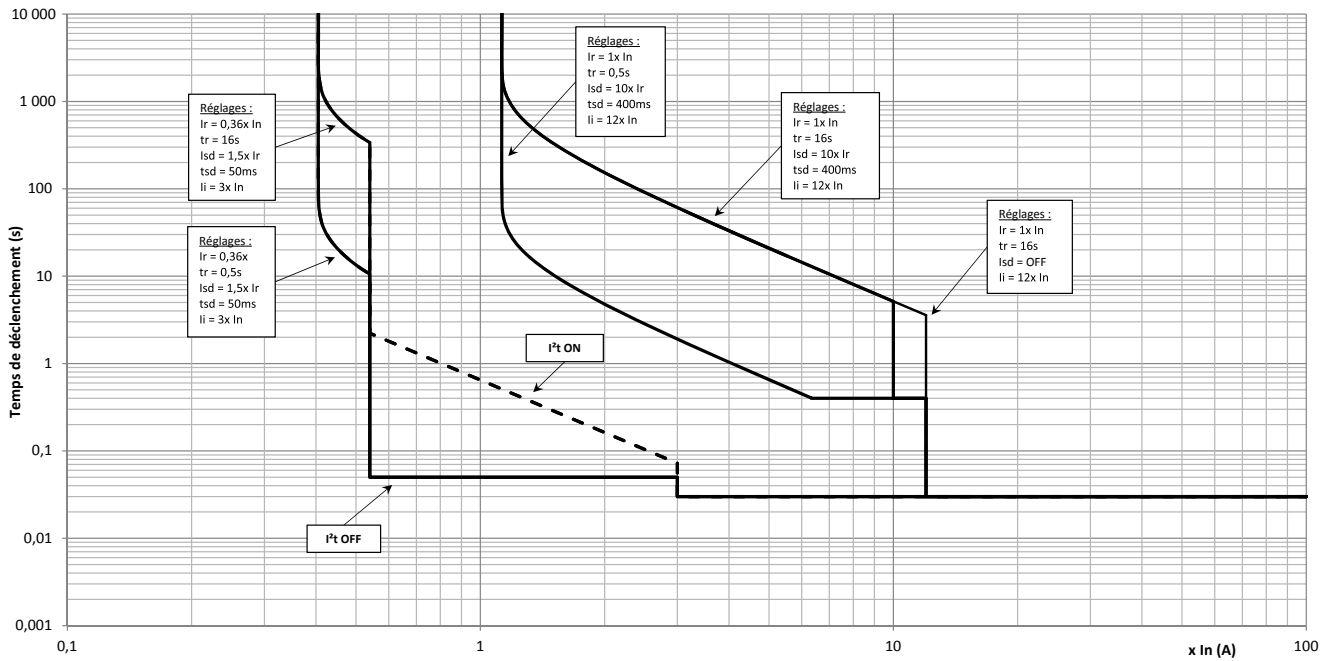 10 000
1 000
100
10
1
0,1
0,01
0,001
Temps de déclenchement (s)
0,1
1
10
100
x In (A)
Réglages :
Ir = 0,36x In
tr = 16s
Isd = 1,5x Ir
tsd = 50ms
Ii = 3x In
Réglages :
Ir = 0,36x
tr = 0,5s
Isd = 1,5x Ir
tsd = 50ms
Ii = 3x In
Réglages :
Ir = 1x In
tr = 0,5s
Isd = 10x Ir
tsd = 400ms
Ii = 12x In
Réglages :
Ir = 1x In
tr = 16s
Isd = 10x Ir
tsd = 400ms
Ii = 12x In
Réglages :
Ir = 1x In
tr = 16s
Isd = OFF
Ii = 12x In
I²t ON
I²t OFF